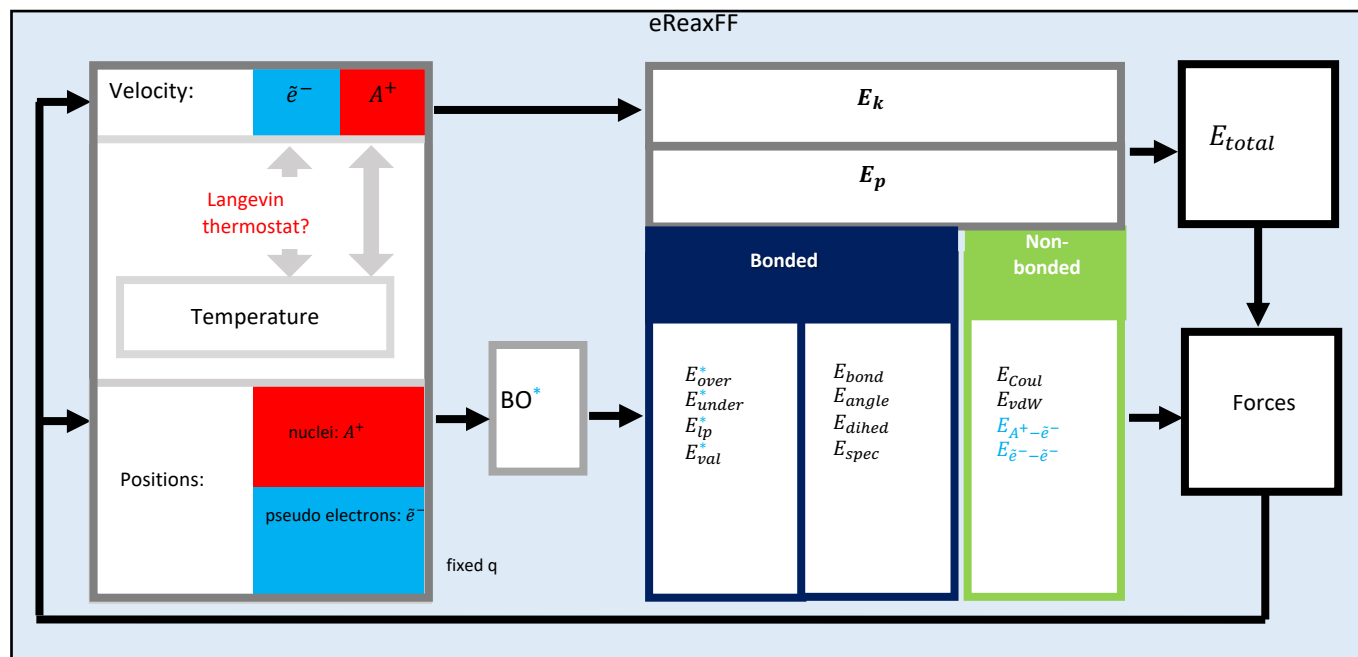 eReaxFF
Velocity:
ẽ⁻
A⁺
Langevin
thermostat?
Temperature
Positions:
nuclei: A⁺
pseudo electrons: ẽ⁻
fixed q
BO*
E_k
E_p
Bonded
Non-
bonded
E*_over
E*_under
E*_lp
E*_val
E_bond
E_angle
E_dihed
E_spec
E_Coul
E_vdW
E_A⁺−ẽ⁻
E_ẽ⁻−ẽ⁻
E_total
Forces